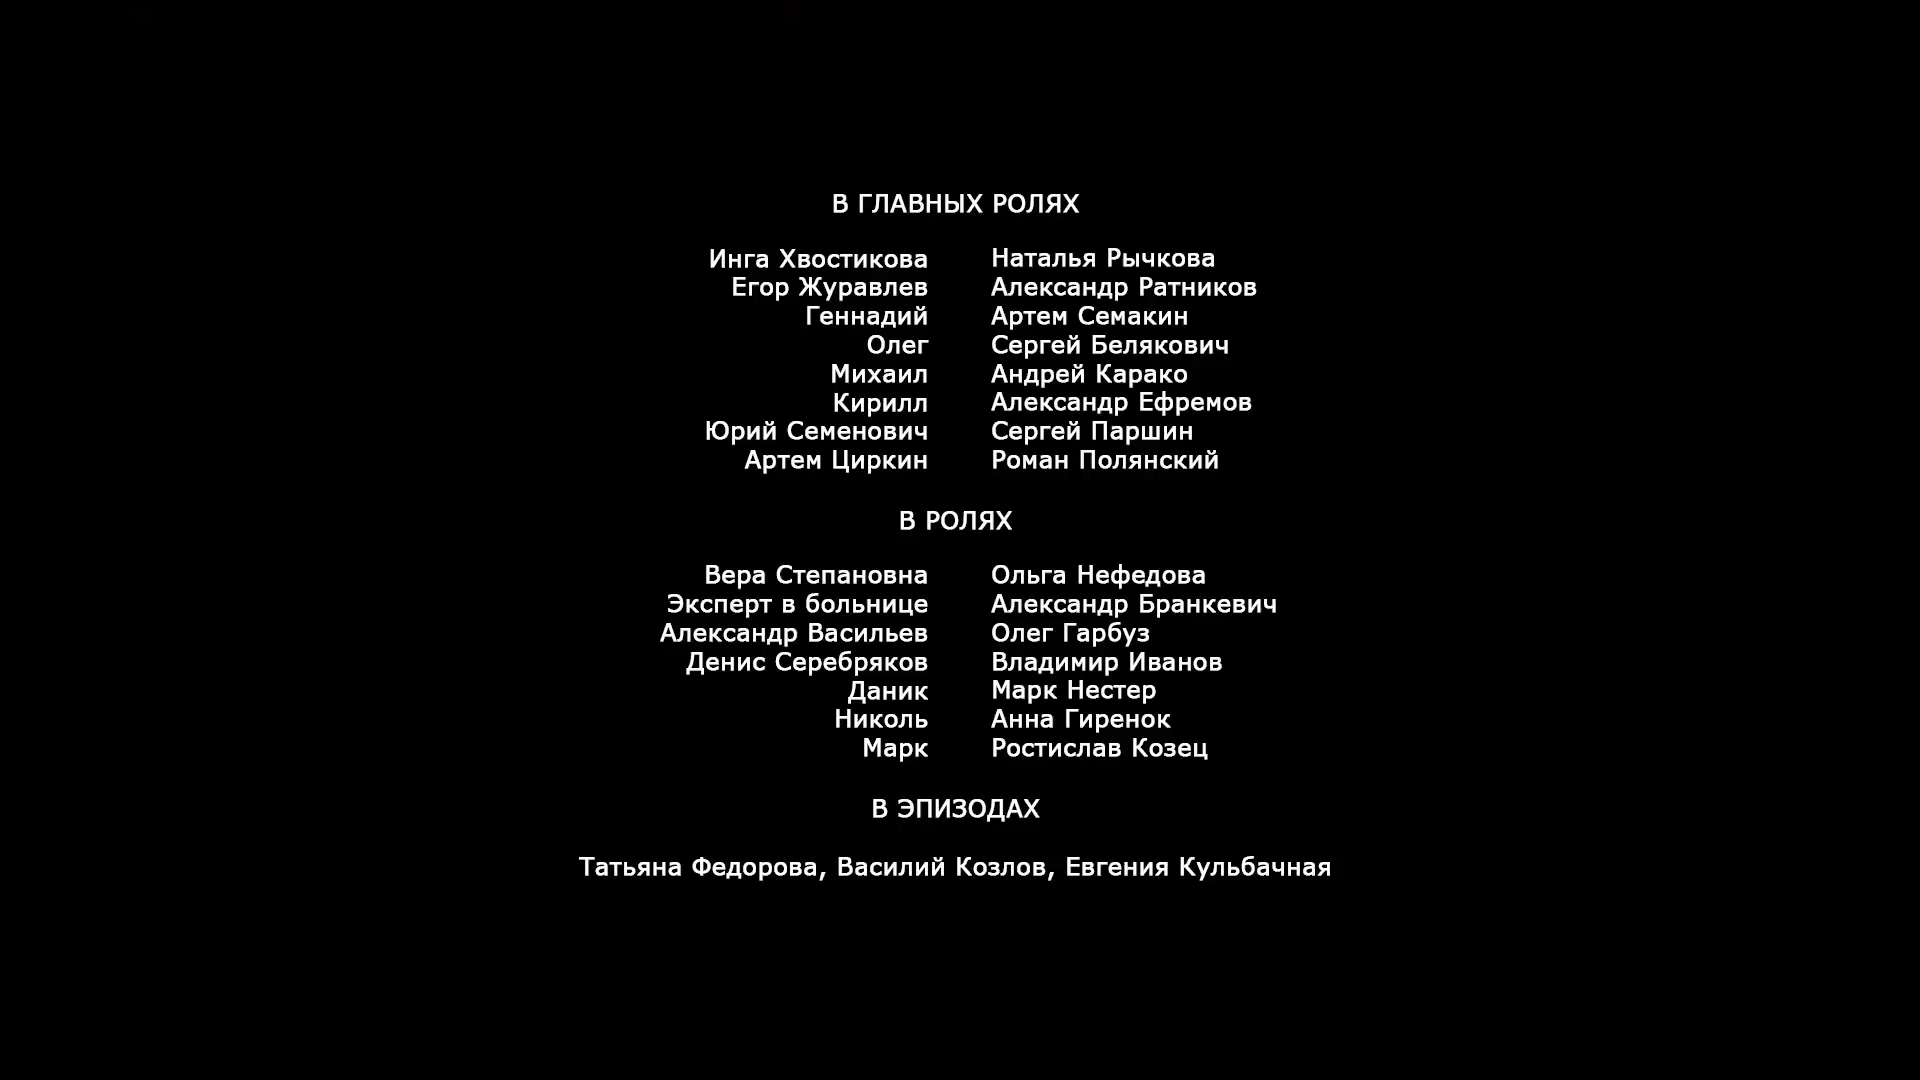 В ГЛАВНЫХ РОЛЯХ
Инга Хвостикова Наталья Рычкова
Егор Журавлев Александр Ратников
Геннадий Артем Семакин
Олег Сергей Белякович
Михаил Андрей Карако
Кирилл Александр Ефремов
Юрий Семенович Сергей Паршин
Артем Циркин Роман Полянский
В РОЛЯХ
Вера Степановна Ольга Нефедова
Эксперт в больнице Александр Бранкевич
Александр Васильев Олег Гарбуз
Денис Серебряков Владимир Иванов
Даник Марк Нестер
Николь Анна Гиренок
Марк Ростислав Козец
В ЭПИЗОДАХ
Татьяна Федорова, Василий Козлов, Евгения Кульбачная